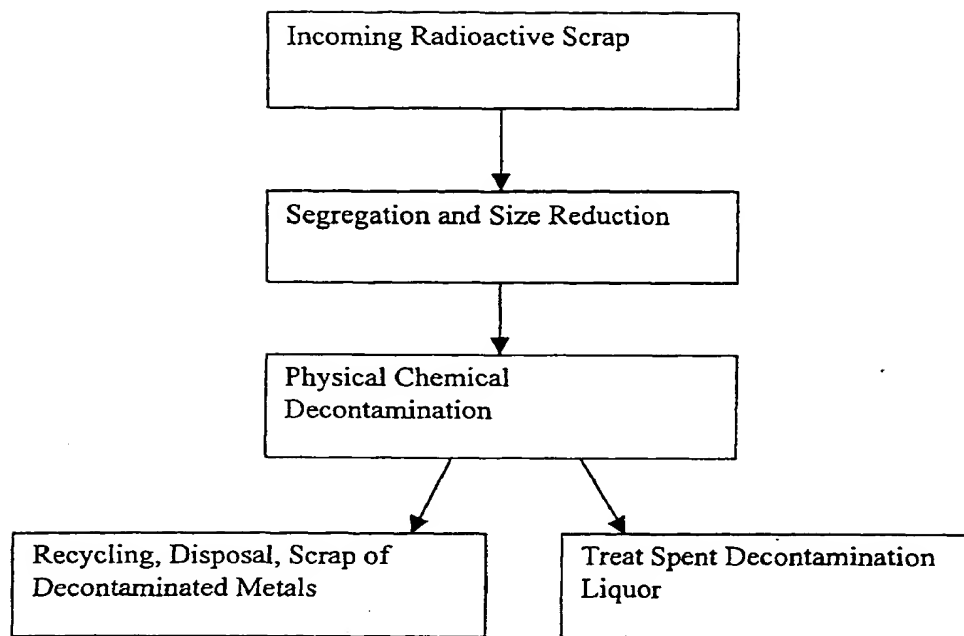 Incoming Radioactive Scrap
Segregation and Size Reduction
Physical Chemical
Decontamination
Recycling, Disposal, Scrap of
Decontaminated Metals
Treat Spent Decontamination
Liquor